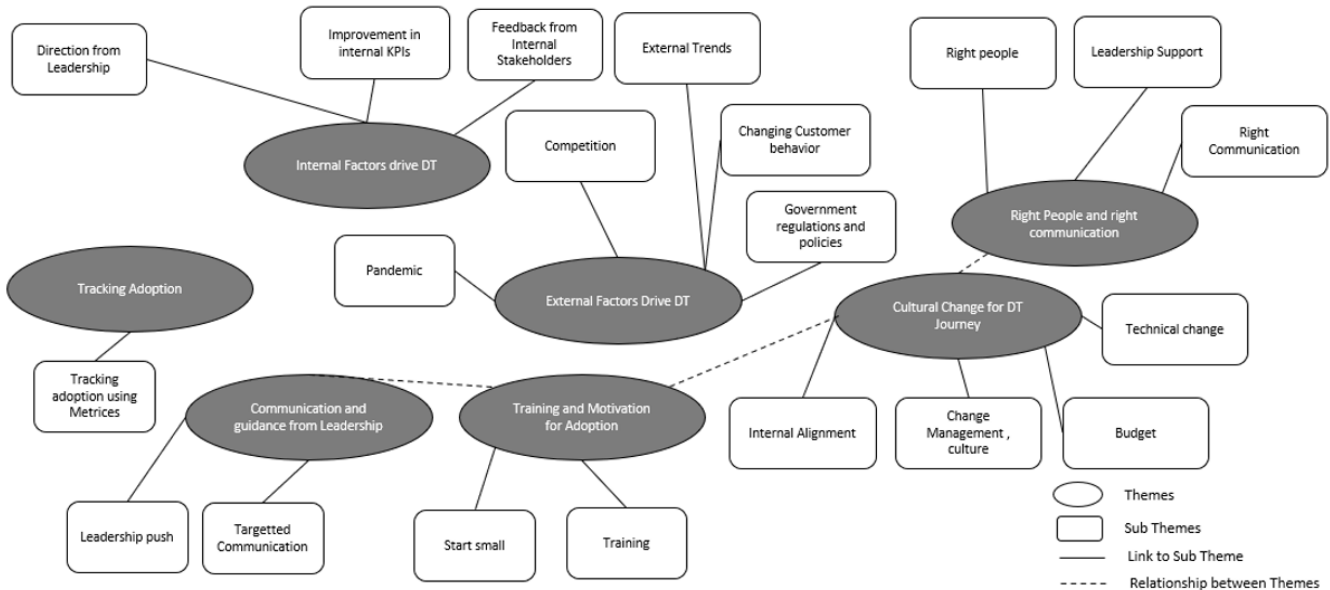 Direction from
Leadership
Improvement in
internal KPIs
Feedback from
Internal
Stakeholders
External Trends
Right people
Leadership Support
Competition
Changing Customer
behavior
Right
Communication
Internal Factors drive DT
Government
regulations and
policies
Right People and right
communication
Pandemic
Tracking Adoption
External Factors Drive DT
Cultural Change for DT
Journey
Technical change
Tracking
adoption using
Metrices
Communication and
guidance from Leadership
Training and Motivation
for Adoption
Internal Alignment
Change
Management , 
culture
Budget
Leadership push
Targetted
Communication
Start small
Training
Themes
Sub Themes
Link to Sub Theme
Relationship between Themes